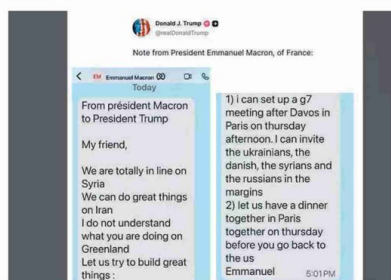 Donald J. Trump
@realDonaldTrump
Note from President Emmanuel Macron, of France:
EM Emmanuel Macron
Today
From président Macron
to President Trump
My friend,
We are totally in line on
Syria
We can do great things
on Iran
I do not understand
what you are doing on
Greenland
Let us try to build great
things :
1) i can set up a g7
meeting after Davos in
Paris on thursday
afternoon. I can invite
the ukrainians, the
danish, the syrians and
the russians in the
margins
2) let us have a dinner
together in Paris
together on thursday
before you go back to
the us
Emmanuel 5:01 PM